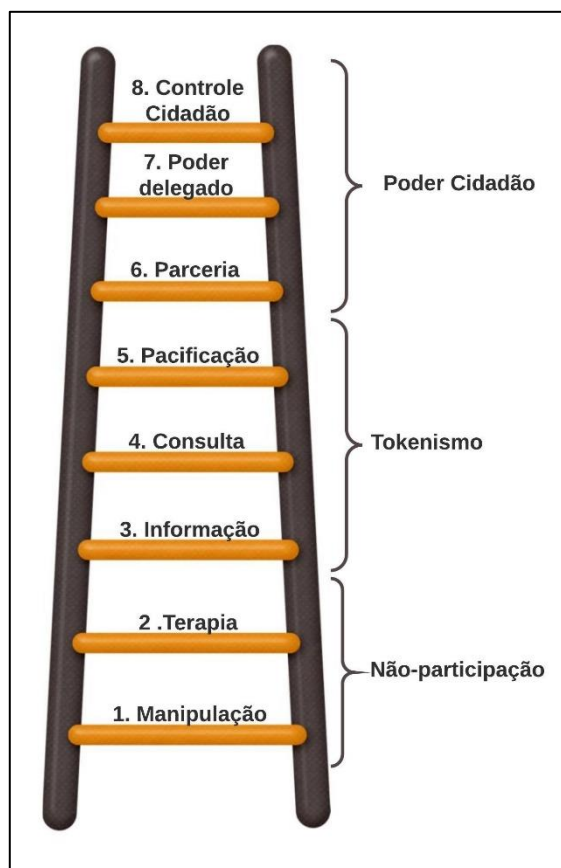 8. Controle
Cidadão
7. Poder
delegado
Poder Cidadão
6. Parceria
5. Pacificação
4. Consulta
Tokenismo
3. Informação
2 .Terapia
Não-participação
1. Manipulação